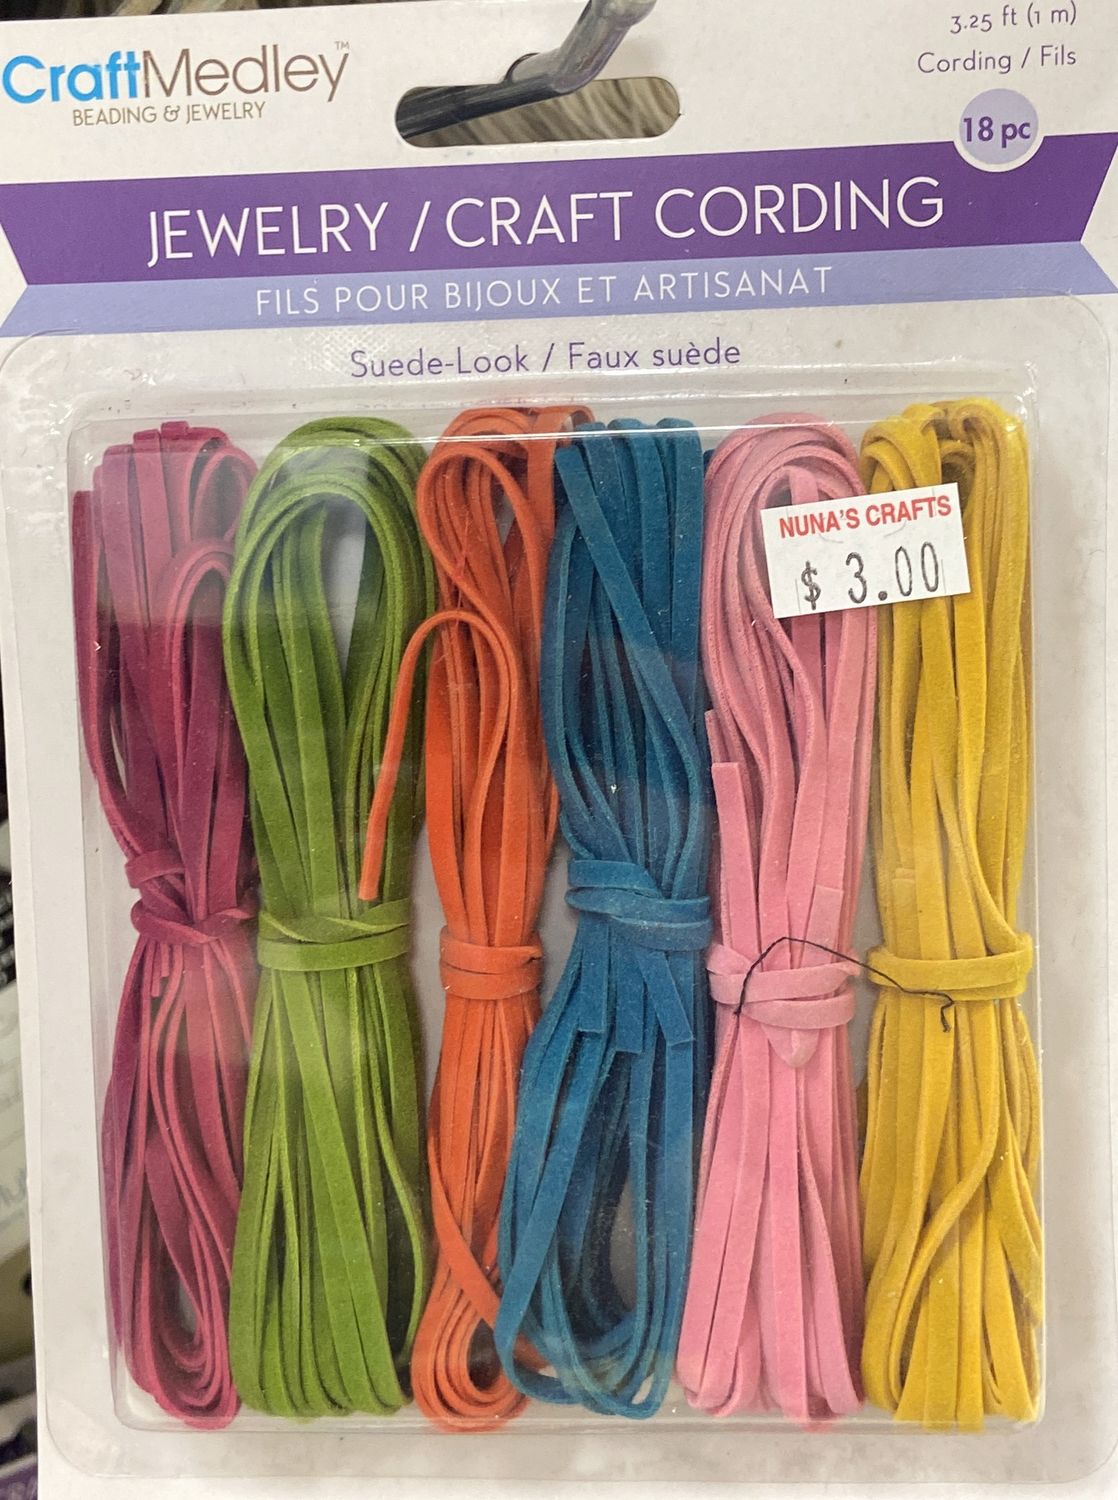 CraftMedley™
BEADING & JEWELRY
3.25 ft (1 m)
Cording / Fils
18 pc
JEWELRY / CRAFT CORDING
FILS POUR BIJOUX ET ARTISANAT
Suede-Look / Faux suède
NUNA'S CRAFTS
$ 3.00